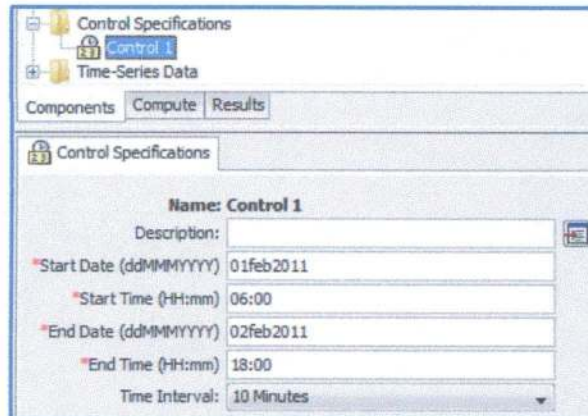 Control Specifications
Control 1
Time-Series Data
Components Compute Results
Control Specifications
Name: Control 1
Description:
*Start Date (ddMMMYYYY) 01feb2011
*Start Time (HH:mm) 06:00
*End Date (ddMMMYYYY) 02feb2011
*End Time (HH:mm) 18:00
Time Interval: 10 Minutes